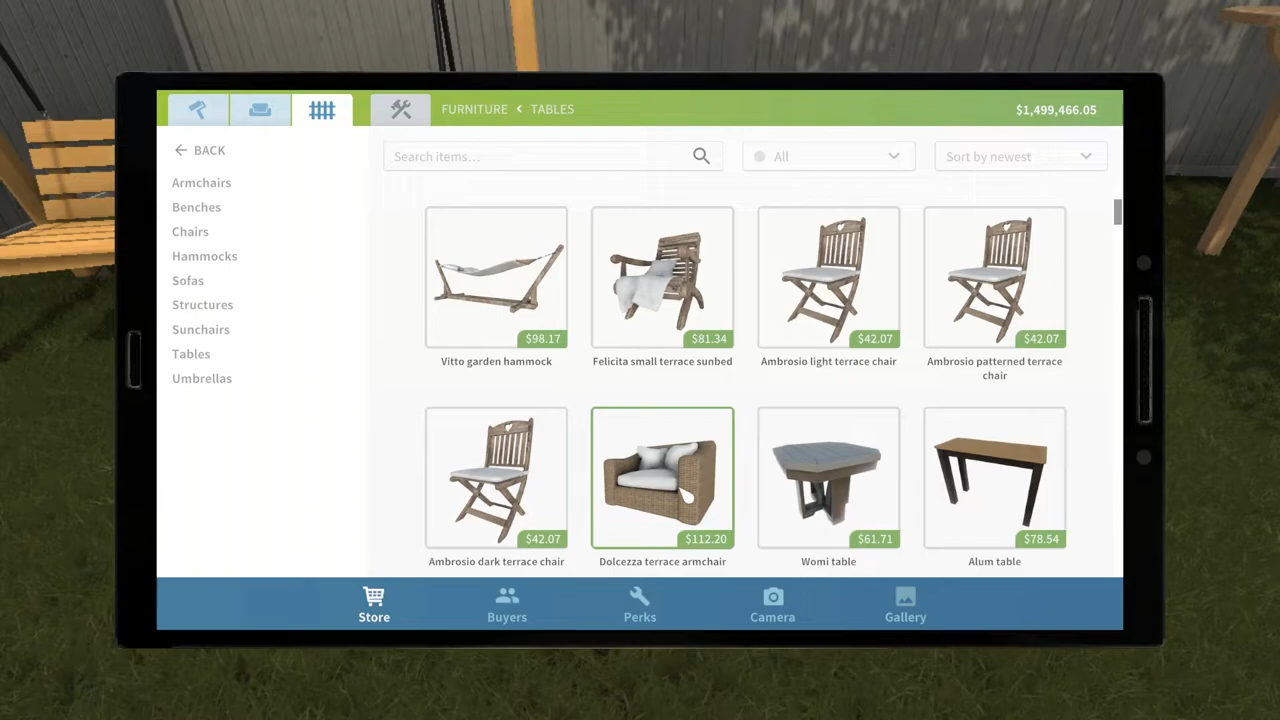 FURNITURE < TABLES
$1,499,466.05
BACK
Search items...
All
Sort by newest
Armchairs
Benches
Chairs
Hammocks
Sofas
Structures
Sunchairs
Tables
Umbrellas
$98.17
$81.34
$42.07
$42.07
Vitto garden hammock
Felicita small terrace sunbed
Ambrosio light terrace chair
Ambrosio patterned terrace
chair
$42.07
$112.20
$61.71
$78.54
Ambrosio dark terrace chair
Dolcezza terrace armchair
Womi table
Alum table
Store
Buyers
Perks
Camera
Gallery